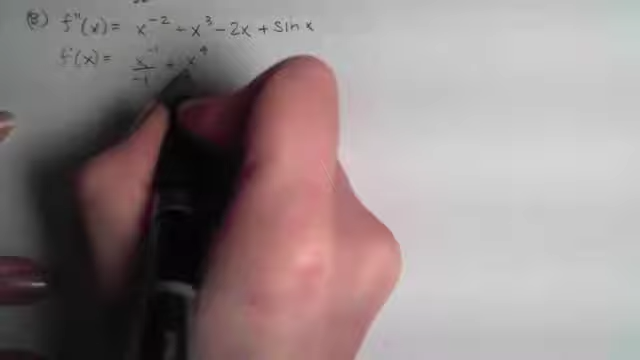 (8) f''(x) = x⁻² + x³ - 2x + sin x
f'(x) = x⁻¹/-1 + x⁴